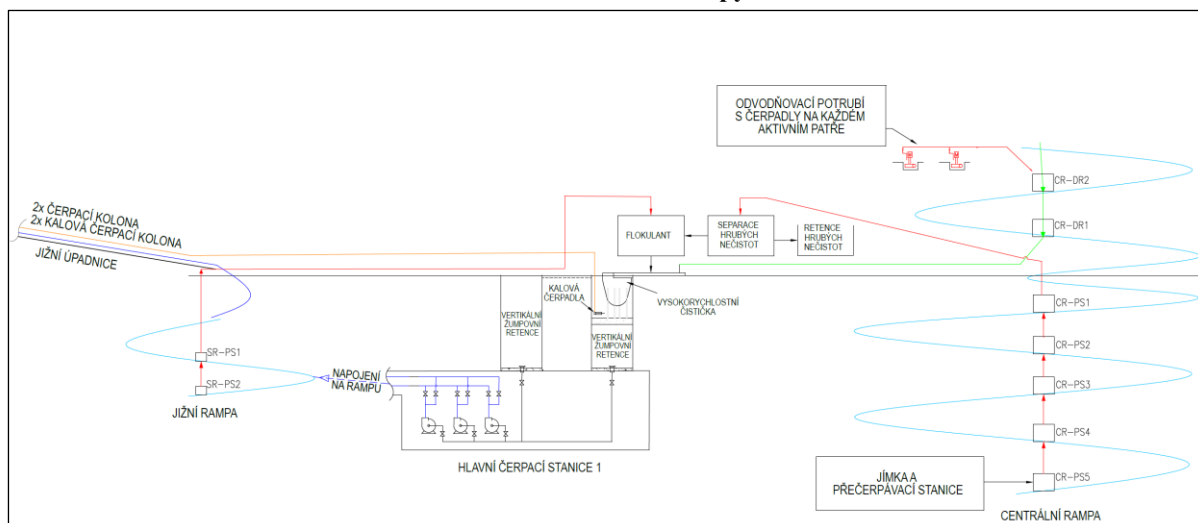 ODVODŇOVACÍ POTRUBÍ
S ČERPADLY NA KAŽDÉM
AKTIVNÍM PATŘE
CR-DR2
CR-DR1
2x ČERPACÍ KOLONA
2x KALOVÁ ČERPACÍ KOLONA
JIŽNÍ ÚPADNICE
FLOKULANT
SEPARACE
HRUBÝCH
NEČISTOT
RETENCE
HRUBÝCH
NEČISTOT
KALOVÁ
ČERPADLA
VYSOKORYCHLOSTNÍ
ČISTIČKA
VERTIKÁLNÍ
ŽUMPOVNÍ
RETENCE
VERTIKÁLNÍ
ŽUMPOVNÍ
RETENCE
CR-PS1
CR-PS2
CR-PS3
CR-PS4
CR-PS5
SR-PS1
SR-PS2
NAPOJENÍ
NA RAMPU
JIŽNÍ RAMPA
HLAVNÍ ČERPACÍ STANICE 1
JÍMKA A
PŘEČERPÁVACÍ STANICE
CENTRÁLNÍ RAMPA